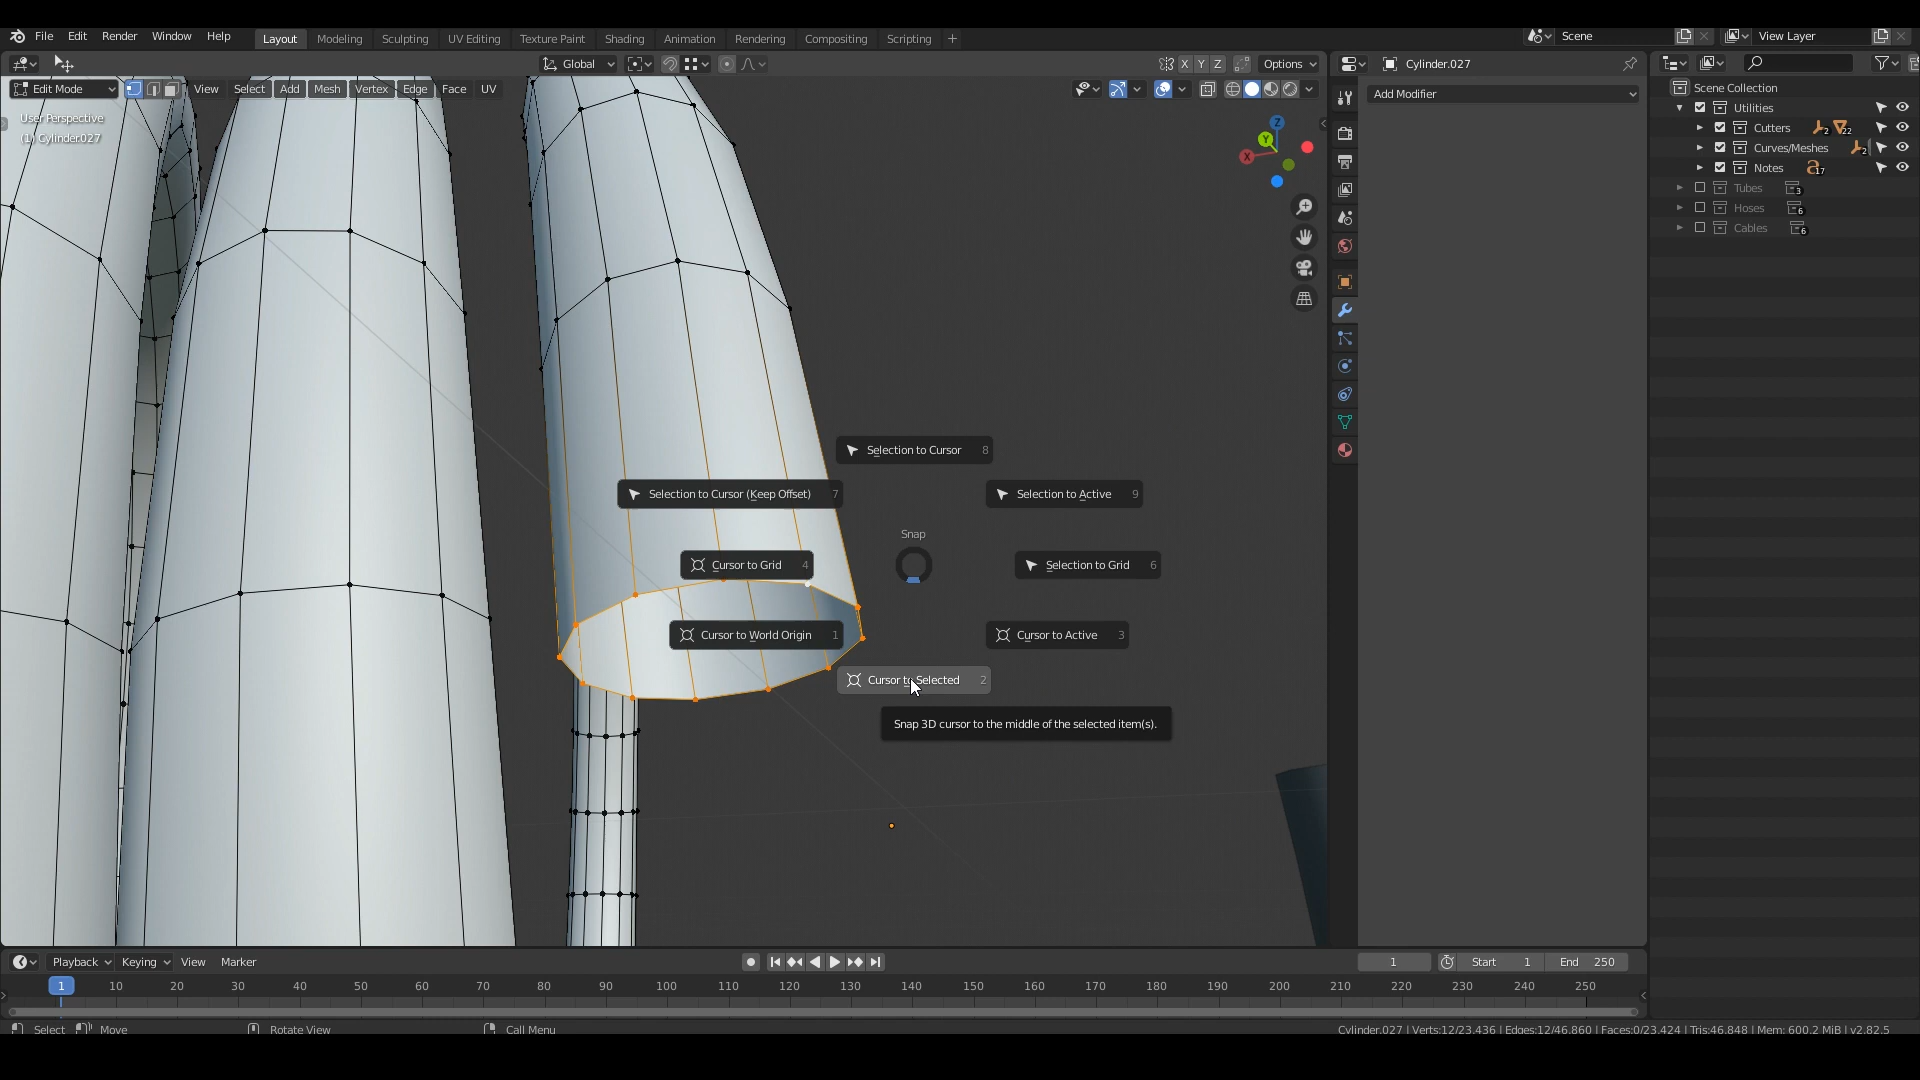 File Edit Render Window Help Layout Modeling Sculpting UV Editing Texture Paint Shading Animation Rendering Compositing Scripting + Scene View Layer
Global X Y Z Options Cylinder.027
Edit Mode View Select Add Mesh Vertex Edge Face UV
Add Modifier
User Perspective
(1) Cylinder.027
Z
Y
X
Scene Collection
Utilities
Cutters 2 22
Curves/Meshes 2
Notes 17
Tubes 3
Hoses 6
Cables 6
Selection to Cursor 8
Selection to Cursor (Keep Offset) 7
Selection to Active 9
Snap
Cursor to Grid 4
Selection to Grid 6
Cursor to World Origin 1
Cursor to Active 3
Cursor to Selected 2
Snap 3D cursor to the middle of the selected item(s).
Playback Keying View Marker 1 Start 1 End 250
1 10 20 30 40 50 60 70 80 90 100 110 120 130 140 150 160 170 180 190 200 210 220 230 240 250
Select Move Rotate View Call Menu Cylinder.027 | Verts:12/23.436 | Edges:12/46.860 | Faces:0/23.424 | Tris:46.848 | Mem: 600.2 MiB | v2.82.5